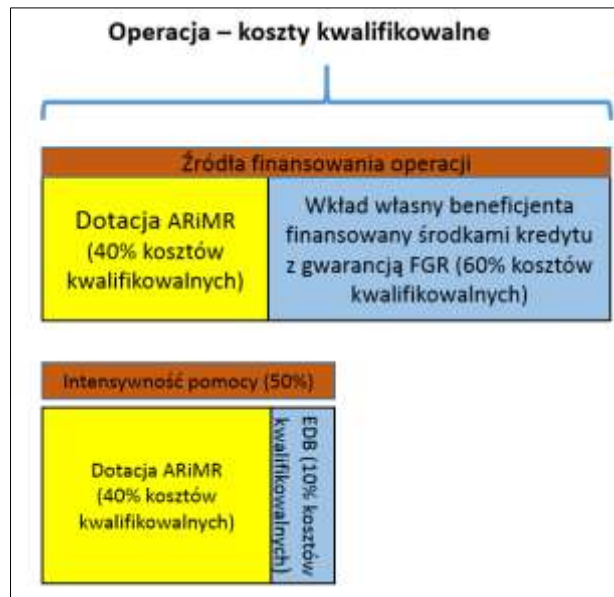 Operacja – koszty kwalifikowalne
Źródła finansowania operacji
Dotacja ARiMR
(40% kosztów
kwalifikowalnych)
Wkład własny beneficjenta
finansowany środkami kredytu
z gwarancją FGR (60% kosztów
kwalifikowalnych)
Intensywność pomocy (50%)
Dotacja ARiMR
(40% kosztów
kwalifikowalnych)
EDB (10% kosztów
kwalifikowalnych)